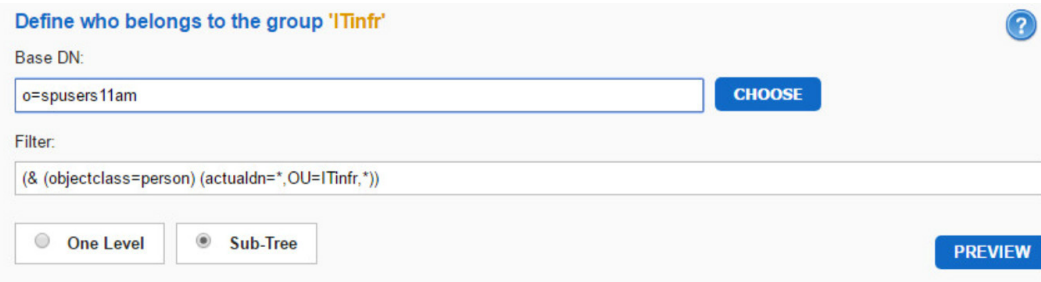 Define who belongs to the group 'ITinfr'
?
Base DN:
o=spusers11am
CHOOSE
Filter:
(& (objectclass=person) (actualdn=*,OU=ITinfr,*))
One Level
Sub-Tree
PREVIEW